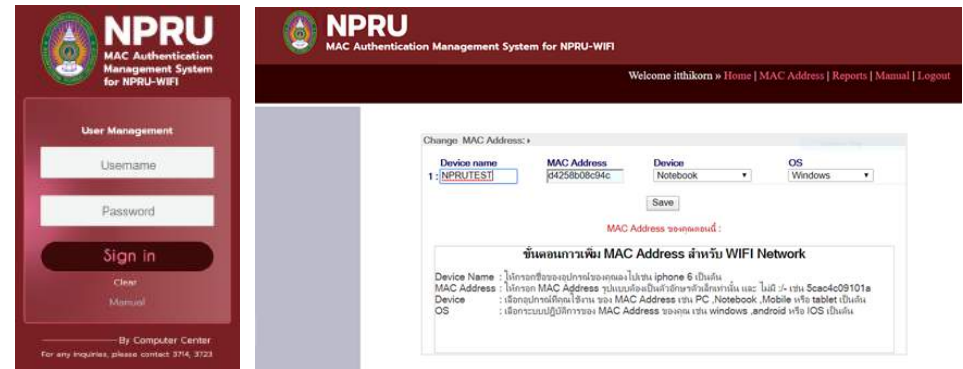 NPRU
MAC Authentication
Management System
for NPRU-WIFI
User Management
Username
Password
Sign in
Clear
Manual
By Computer Center
For any inquiries, please contact 3714, 3723
NPRU
MAC Authentication Management System for NPRU-WIFI
Welcome itthikorn » Home | MAC Address | Reports | Manual | Logout
Change MAC Address:
Device name MAC Address Device OS
1 : NPRUTEST d4258b08c94c Notebook Windows
Save
MAC Address ของคุณตอนนี้ :
ขั้นตอนการเพิ่ม MAC Address สำหรับ WIFI Network
Device Name : ให้กรอกชื่อของอุปกรณ์ของคุณลงไปเช่น iphone 6 เป็นต้น
MAC Address : ให้กรอก MAC Address รูปแบบต้องเป็นตัวอักษรตัวเล็กเท่านั้น และ ไม่มี :/- เช่น 5cac4c09101a
Device : เลือกอุปกรณ์ที่คุณใช้งาน ของ MAC Address เช่น PC ,Notebook ,Mobile หรือ tablet เป็นต้น
OS : เลือกระบบปฏิบัติการของ MAC Address ของคุณ เช่น windows ,android หรือ IOS เป็นต้น